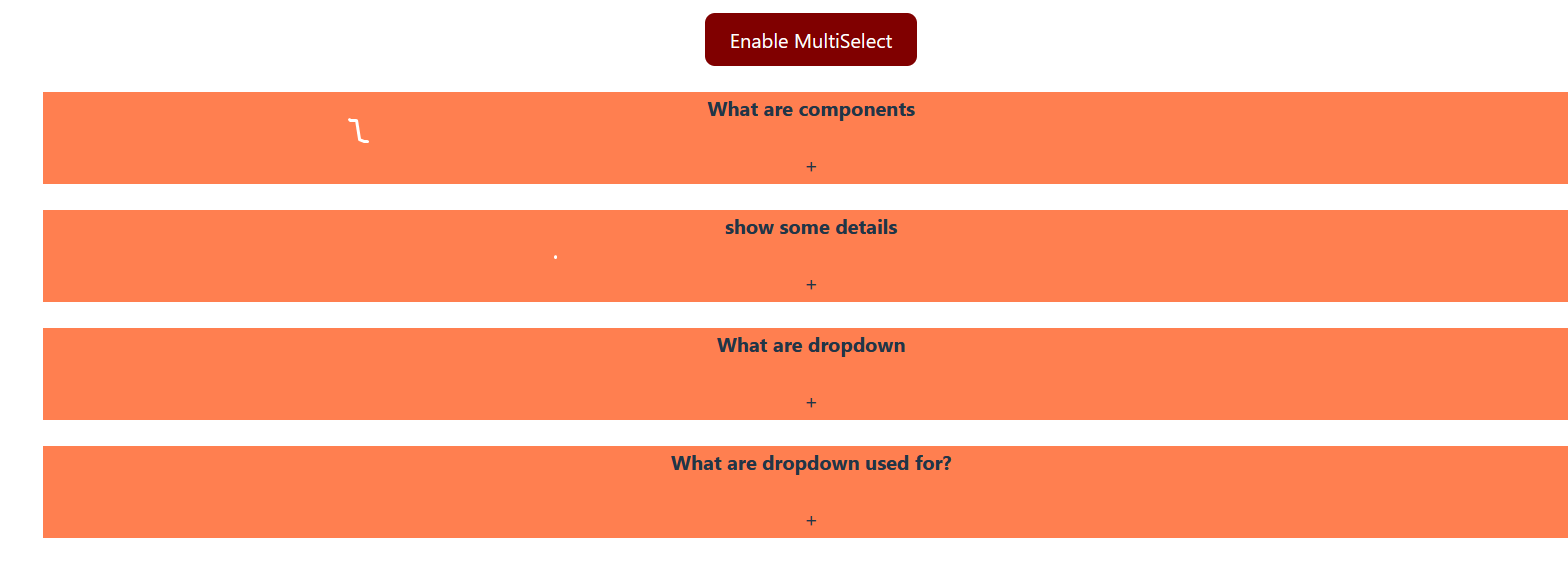 Enable MultiSelect
What are components
+
show some details
+
What are dropdown
+
What are dropdown used for?
+